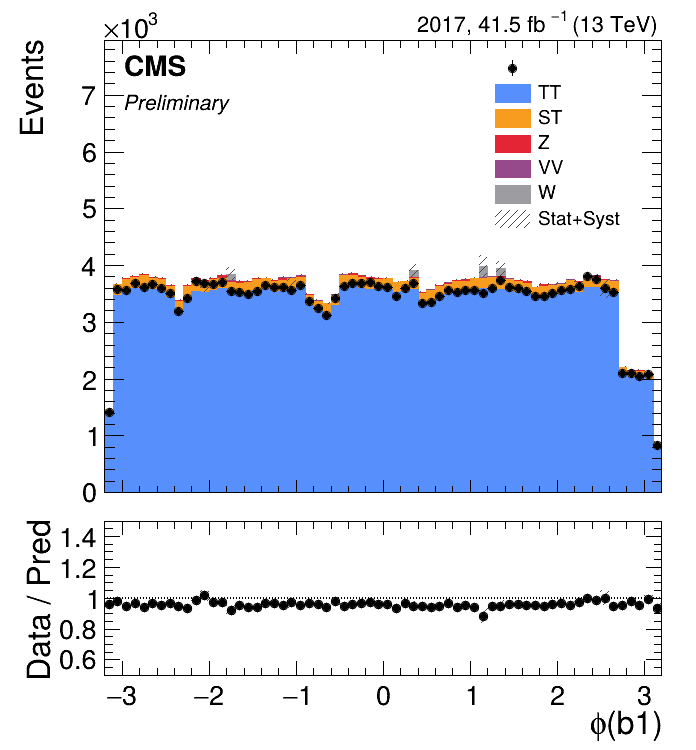 ×10³
2017, 41.5 fb⁻¹ (13 TeV)
Events
CMS
Preliminary
TT
ST
Z
VV
W
Stat+Syst
7
6
5
4
3
2
1
0
Data / Pred
1.4
1.2
1
0.8
0.6
−3 −2 −1 0 1 2 3
ϕ(b1)